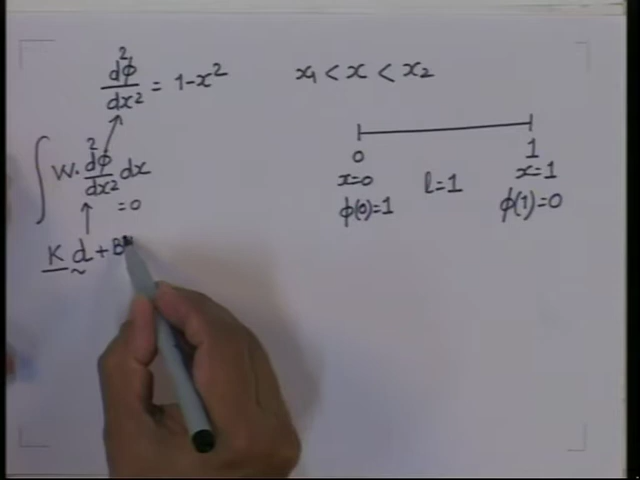 d²φ/dx² = 1-x²
x₁ < x < x₂
∫ W. d²φ/dx² dx = 0
K d + B
0 1
x=0 l=1 x=1
φ(0)=1 φ(1)=0